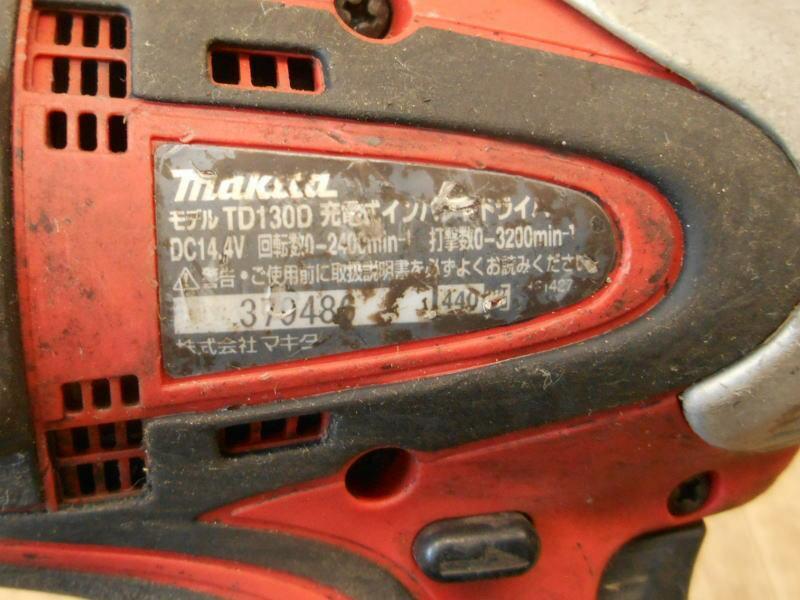 makita
モデル TD130D 充電式インパクトドライバ
DC14.4V 回転数0-2400min-¹ 打撃数0-3200min-¹
⚠警告・ご使用前に取扱説明書を必ずよくお読みください
379486 440
株式会社 マキタ